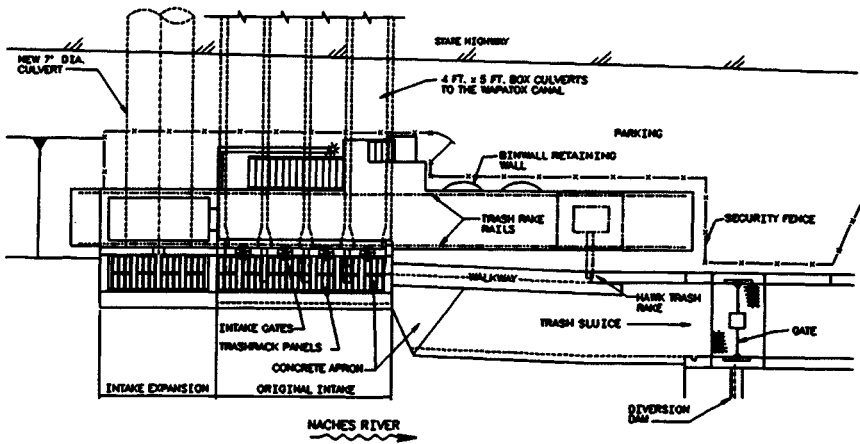 STATE HIGHWAY
NEW 7' DIA.
CULVERT
4 FT. x 5 FT. BOX CULVERTS
TO THE WAPATOX CANAL
PARKING
BINWALL RETAINING
WALL
TRASH RAKE
RAILS
SECURITY FENCE
WALKWAY
HAWK TRASH
RAKE
INTAKE GATES
TRASHRACK PANELS
TRASH SLUICE
GATE
CONCRETE APRON
INTAKE EXPANSION
ORIGINAL INTAKE
DIVERSION
DAM
NACHES RIVER